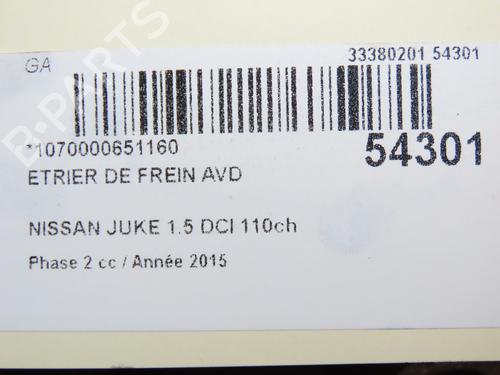 GA
33380201 54301
*1070000651160
54301
ETRIER DE FREIN AVD
NISSAN JUKE 1.5 DCI 110ch
Phase 2 cc / Année 2015
B-PARTS